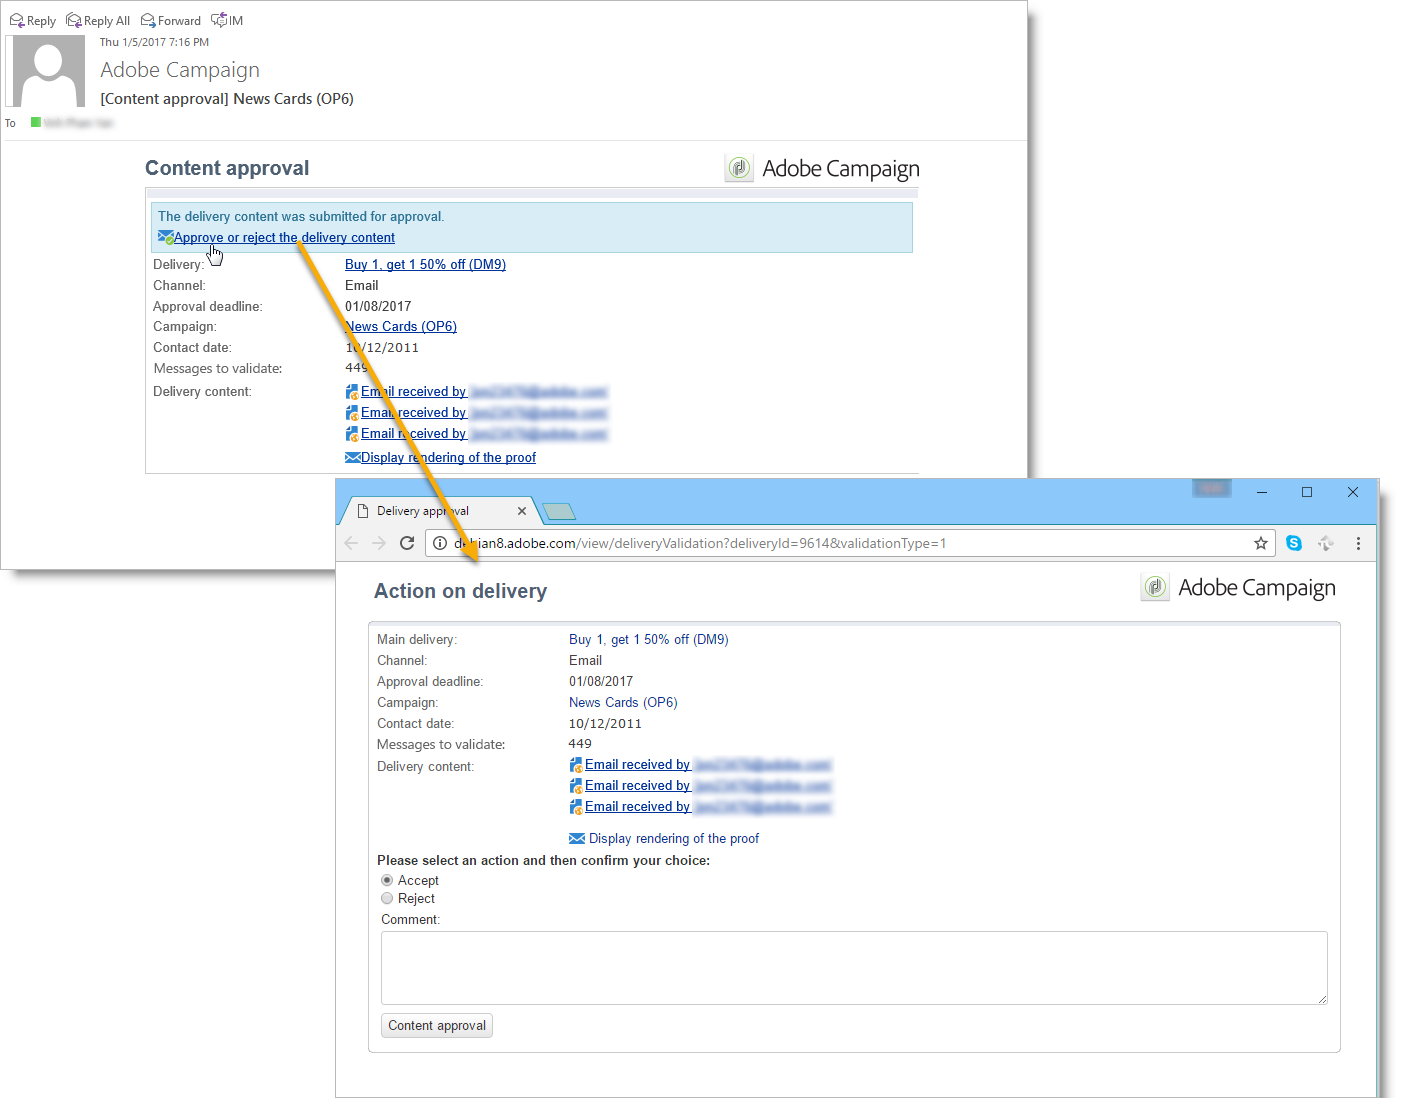 Reply Reply All Forward IM
Thu 1/5/2017 7:16 PM
Adobe Campaign
[Content approval] News Cards (OP6)
To
Content approval
Adobe Campaign
The delivery content was submitted for approval.
Approve or reject the delivery content
Delivery: Buy 1, get 1 50% off (DM9)
Channel: Email
Approval deadline: 01/08/2017
Campaign: News Cards (OP6)
Contact date: 10/12/2011
Messages to validate: 449
Delivery content: Email received by
Email received by
Email received by
Display rendering of the proof
Delivery approval
debian8.adobe.com/view/deliveryValidation?deliveryId=9614&validationType=1
Action on delivery
Adobe Campaign
Main delivery: Buy 1, get 1 50% off (DM9)
Channel: Email
Approval deadline: 01/08/2017
Campaign: News Cards (OP6)
Contact date: 10/12/2011
Messages to validate: 449
Delivery content: Email received by
Email received by
Email received by
Display rendering of the proof
Please select an action and then confirm your choice:
Accept
Reject
Comment:
Content approval